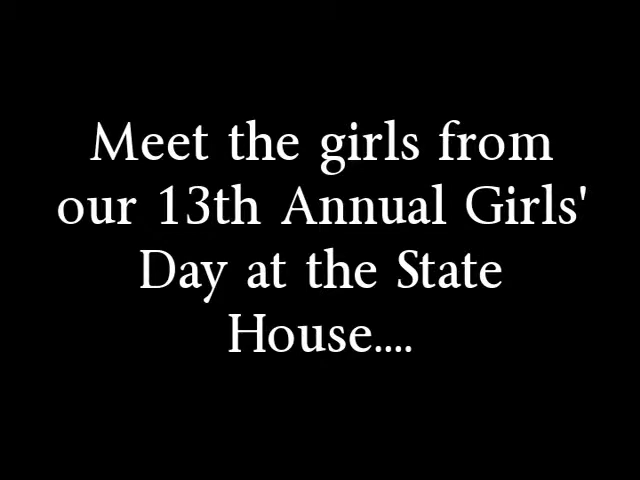 Meet the girls from
our 13th Annual Girls'
Day at the State
House....